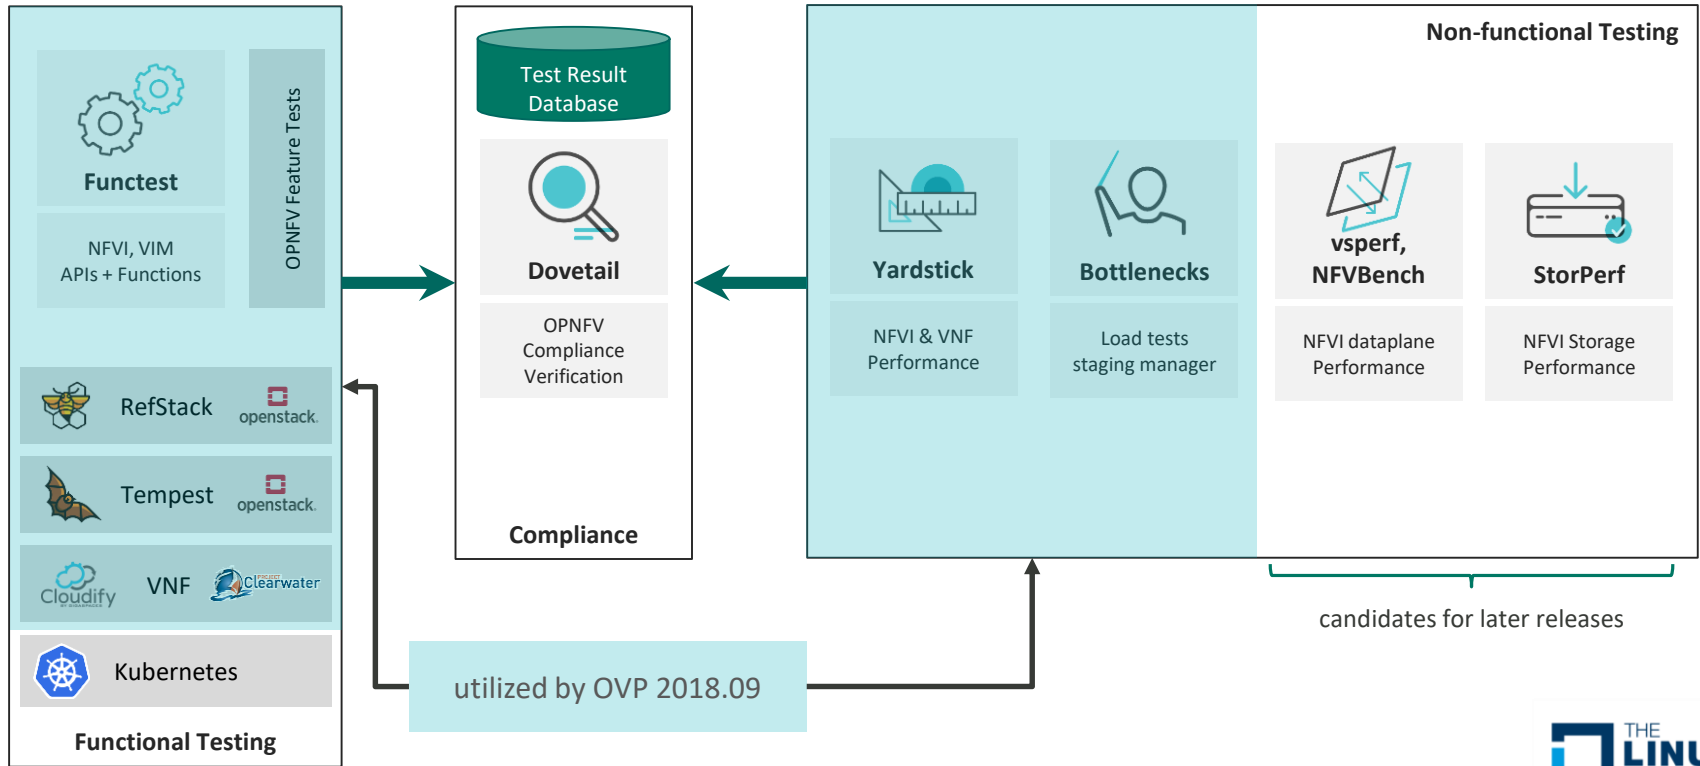 Functest
NFVI, VIM
APIs + Functions
OPNFV Feature Tests
RefStack
openstack.
Tempest
openstack.
Cloudify
VNF
PROJECT
Clearwater
Kubernetes
Functional Testing
Test Result
Database
Dovetail
OPNFV
Compliance
Verification
Compliance
Non-functional Testing
Yardstick
NFVI & VNF
Performance
Bottlenecks
Load tests
staging manager
vsperf,
NFVBench
NFVI dataplane
Performance
StorPerf
NFVI Storage
Performance
candidates for later releases
utilized by OVP 2018.09
THE